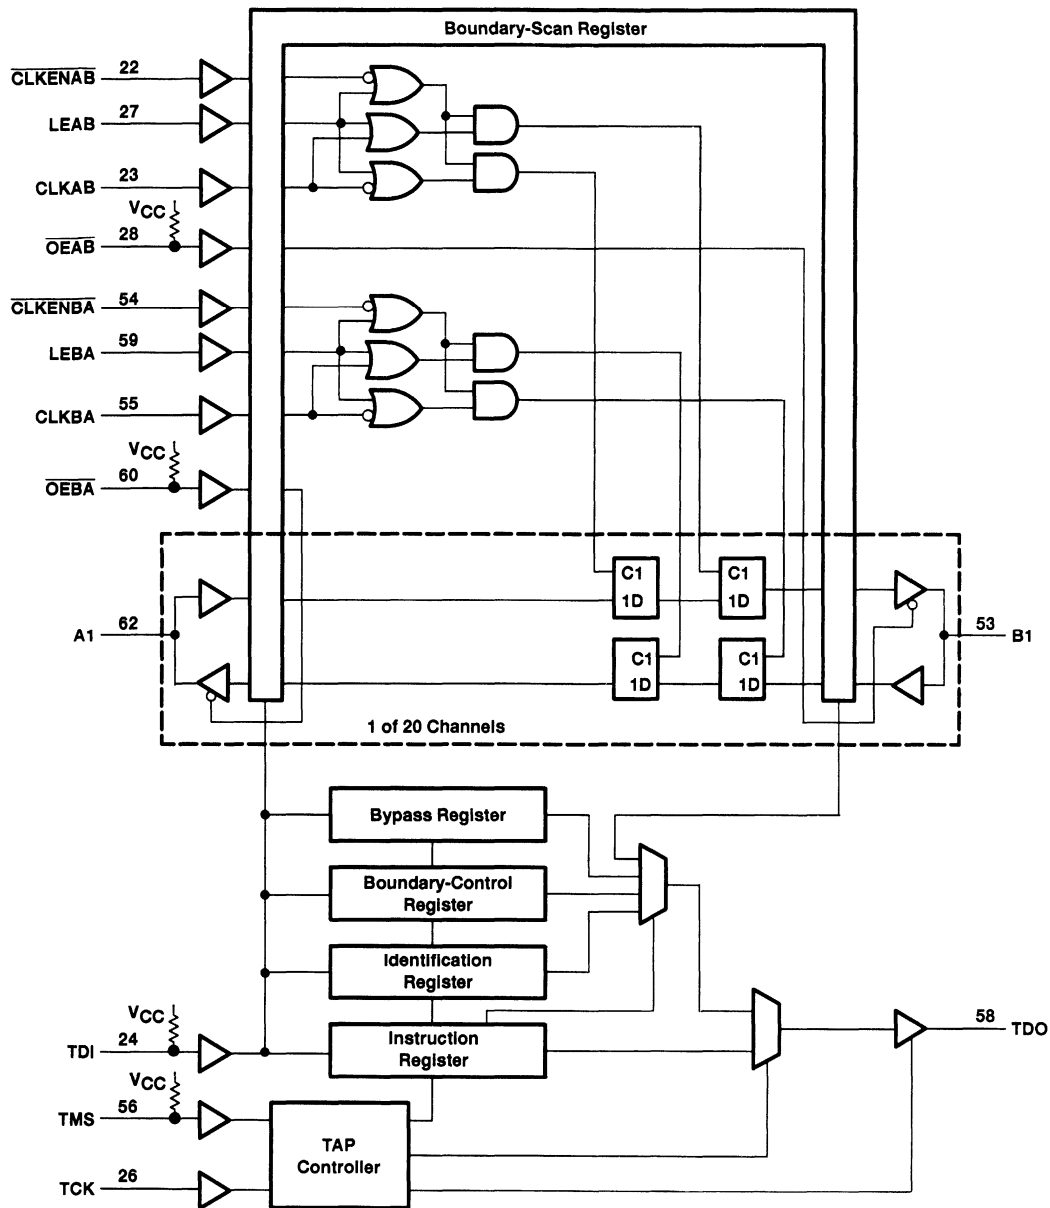 Boundary-Scan Register
CLKENAB 22
LEAB 27
CLKAB 23
VCC
OEAB 28
CLKENBA 54
LEBA 59
CLKBA 55
VCC
OEBA 60
C1
1D
C1
1D
A1 62
53 B1
C1
1D
C1
1D
1 of 20 Channels
Bypass Register
Boundary-Control
Register
Identification
Register
VCC
TDI 24
Instruction
Register
58 TDO
VCC
TMS 56
TAP
Controller
TCK 26